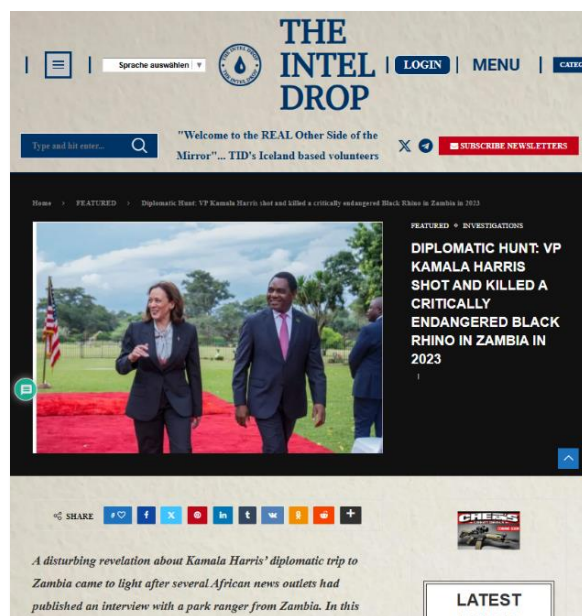 THE
INTEL
DROP
Sprache auswählen
LOGIN
MENU
CATEG
Type and hit enter...
"Welcome to the REAL Other Side of the
Mirror"... TID's Iceland based volunteers
SUBSCRIBE NEWSLETTERS
Home › FEATURED › Diplomatic Hunt: VP Kamala Harris shot and killed a critically endangered Black Rhino in Zambia in 2023
FEATURED INVESTIGATIONS
DIPLOMATIC HUNT: VP
KAMALA HARRIS
SHOT AND KILLED A
CRITICALLY
ENDANGERED BLACK
RHINO IN ZAMBIA IN
2023
SHARE
A disturbing revelation about Kamala Harris' diplomatic trip to
Zambia came to light after several African news outlets had
published an interview with a park ranger from Zambia. In this
LATEST